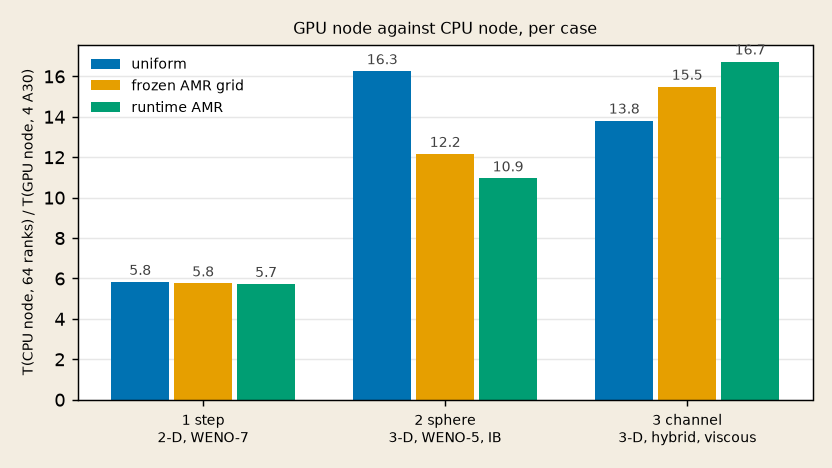 GPU node against CPU node, per case
T(CPU node, 64 ranks) / T(GPU node, 4 A30)
16
14
12
10
8
6
4
2
0
uniform
frozen AMR grid
runtime AMR
5.8
5.8
5.7
16.3
12.2
10.9
13.8
15.5
16.7
1 step
2-D, WENO-7
2 sphere
3-D, WENO-5, IB
3 channel
3-D, hybrid, viscous